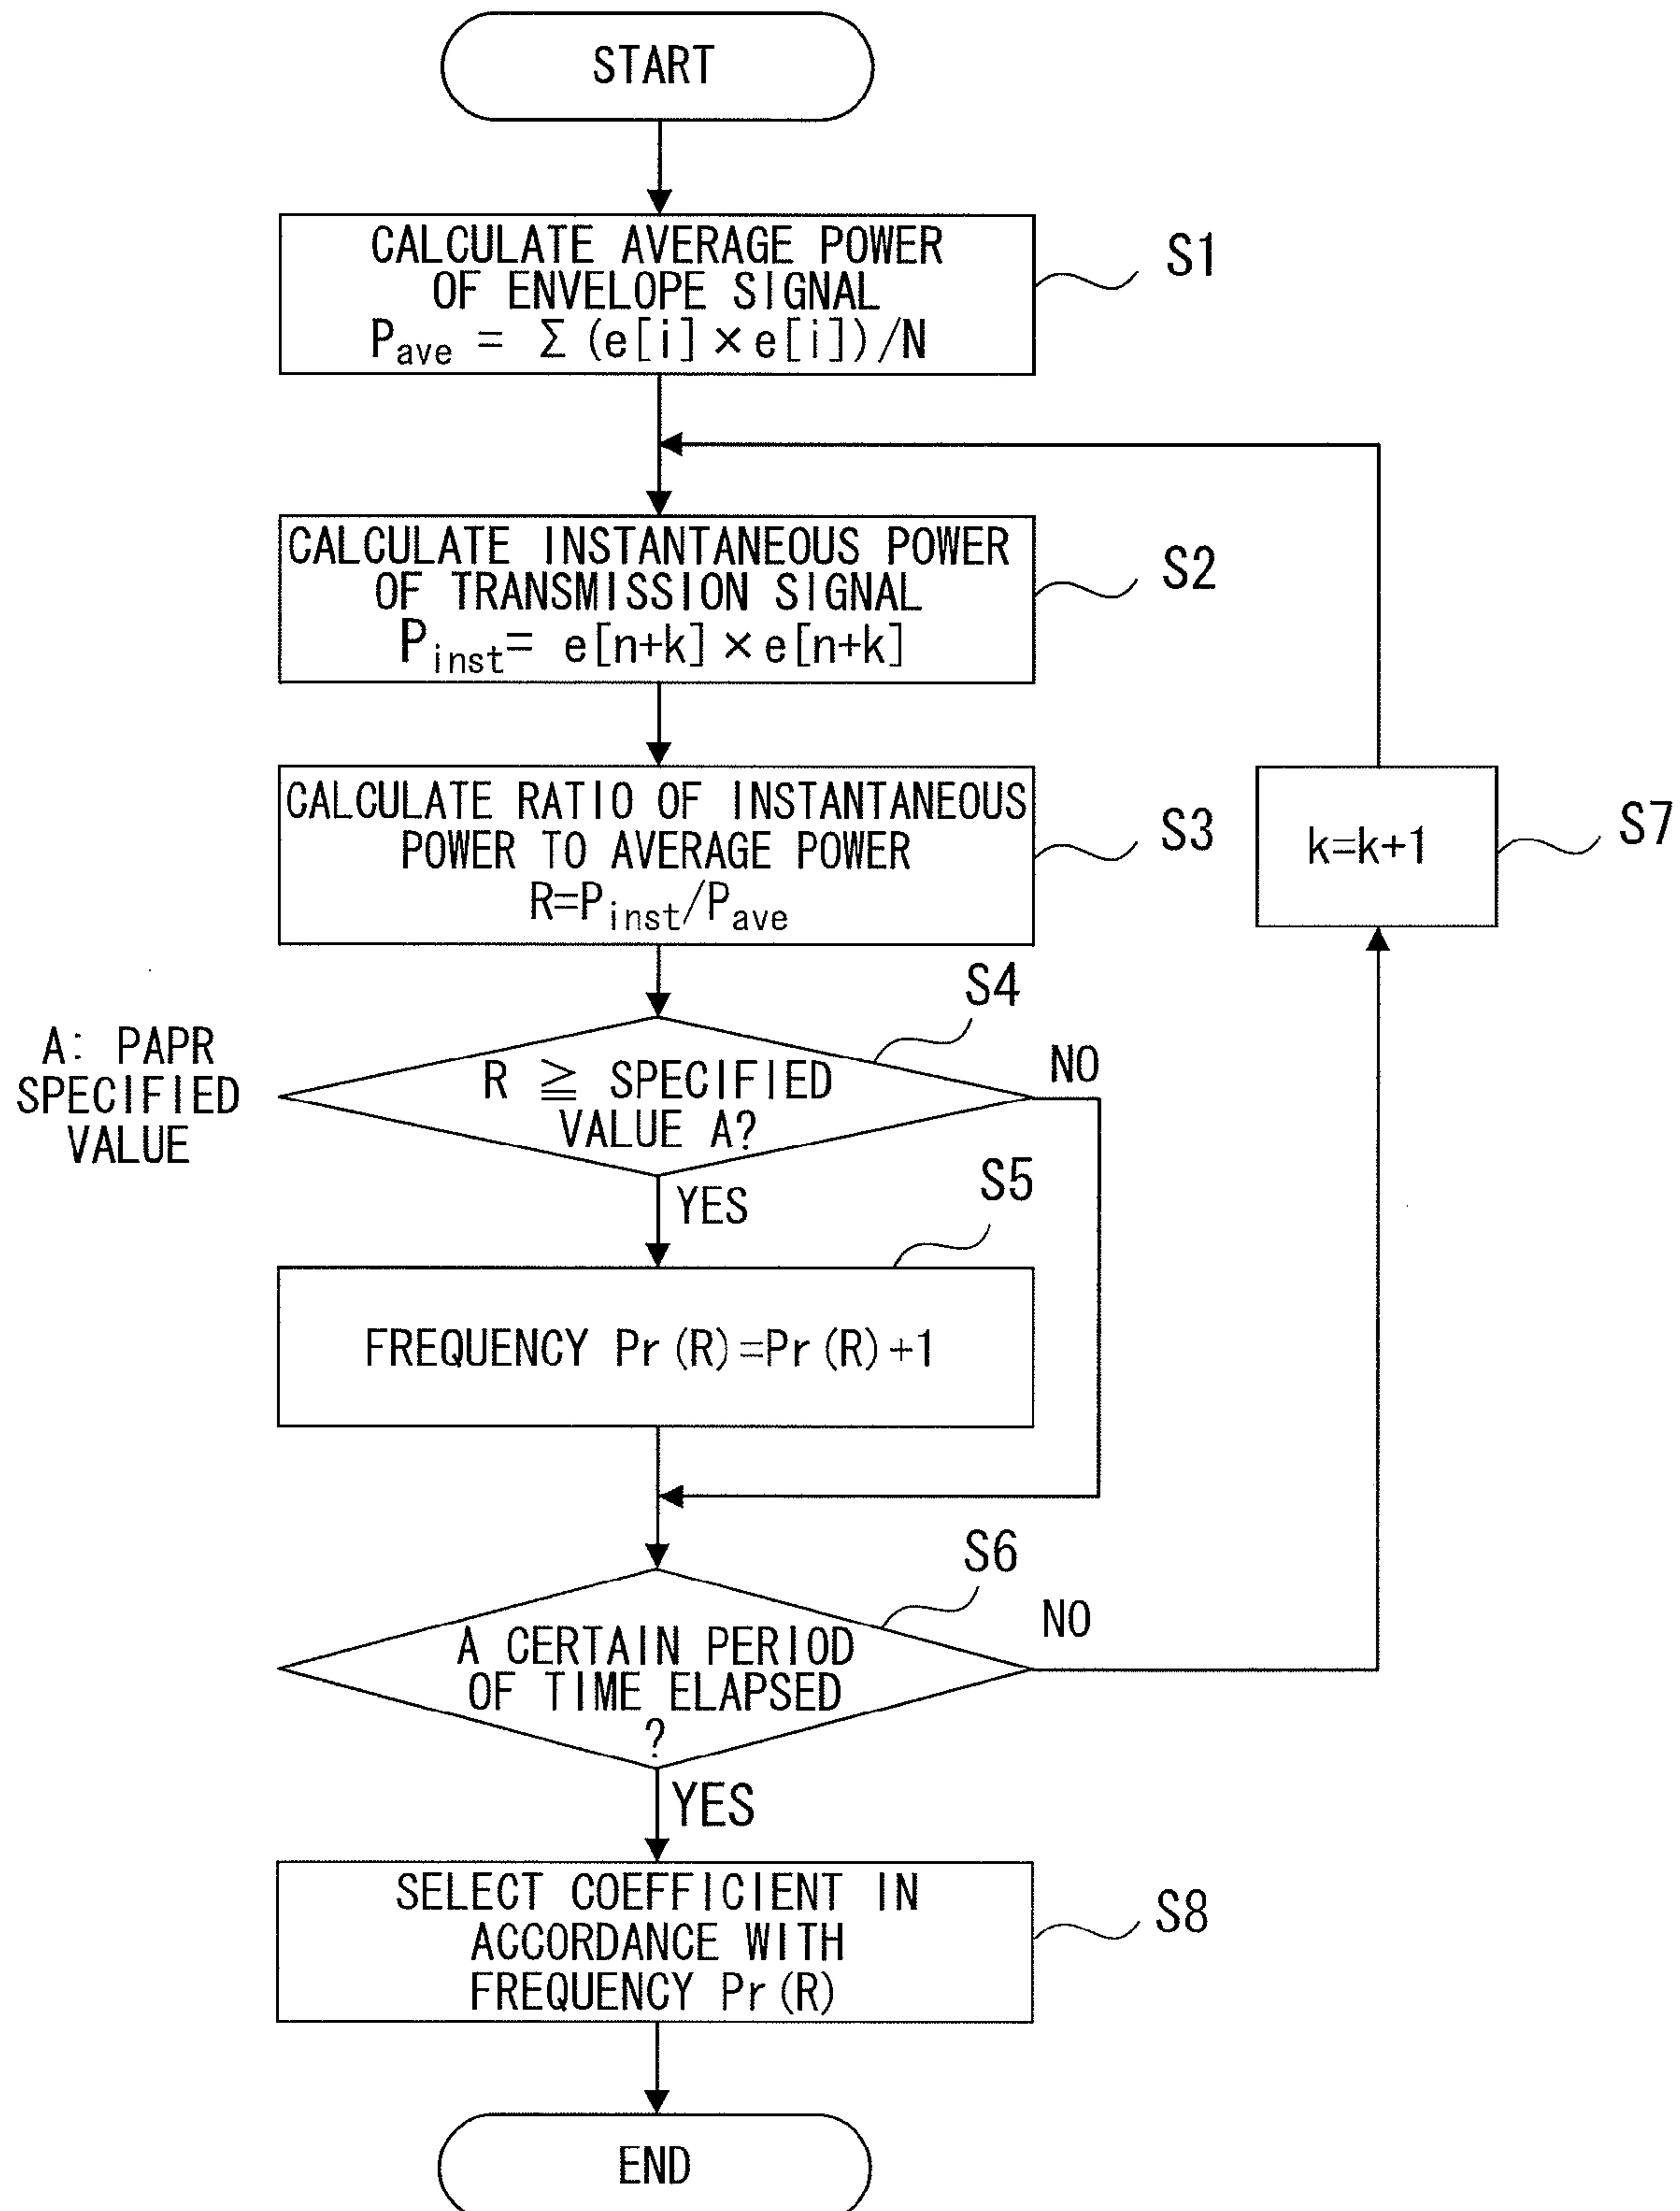 START
CALCULATE AVERAGE POWER
OF ENVELOPE SIGNAL
Pave = Σ (e[i] × e[i])/N
S1
CALCULATE INSTANTANEOUS POWER
OF TRANSMISSION SIGNAL
Pinst= e[n+k] × e[n+k]
S2
CALCULATE RATIO OF INSTANTANEOUS
POWER TO AVERAGE POWER
R=Pinst/Pave
S3
k=k+1
S7
A: PAPR
SPECIFIED
VALUE
R ≧ SPECIFIED
VALUE A?
S4
NO
YES
S5
FREQUENCY Pr(R)=Pr(R)+1
S6
A CERTAIN PERIOD
OF TIME ELAPSED
?
NO
YES
SELECT COEFFICIENT IN
ACCORDANCE WITH
FREQUENCY Pr(R)
S8
END